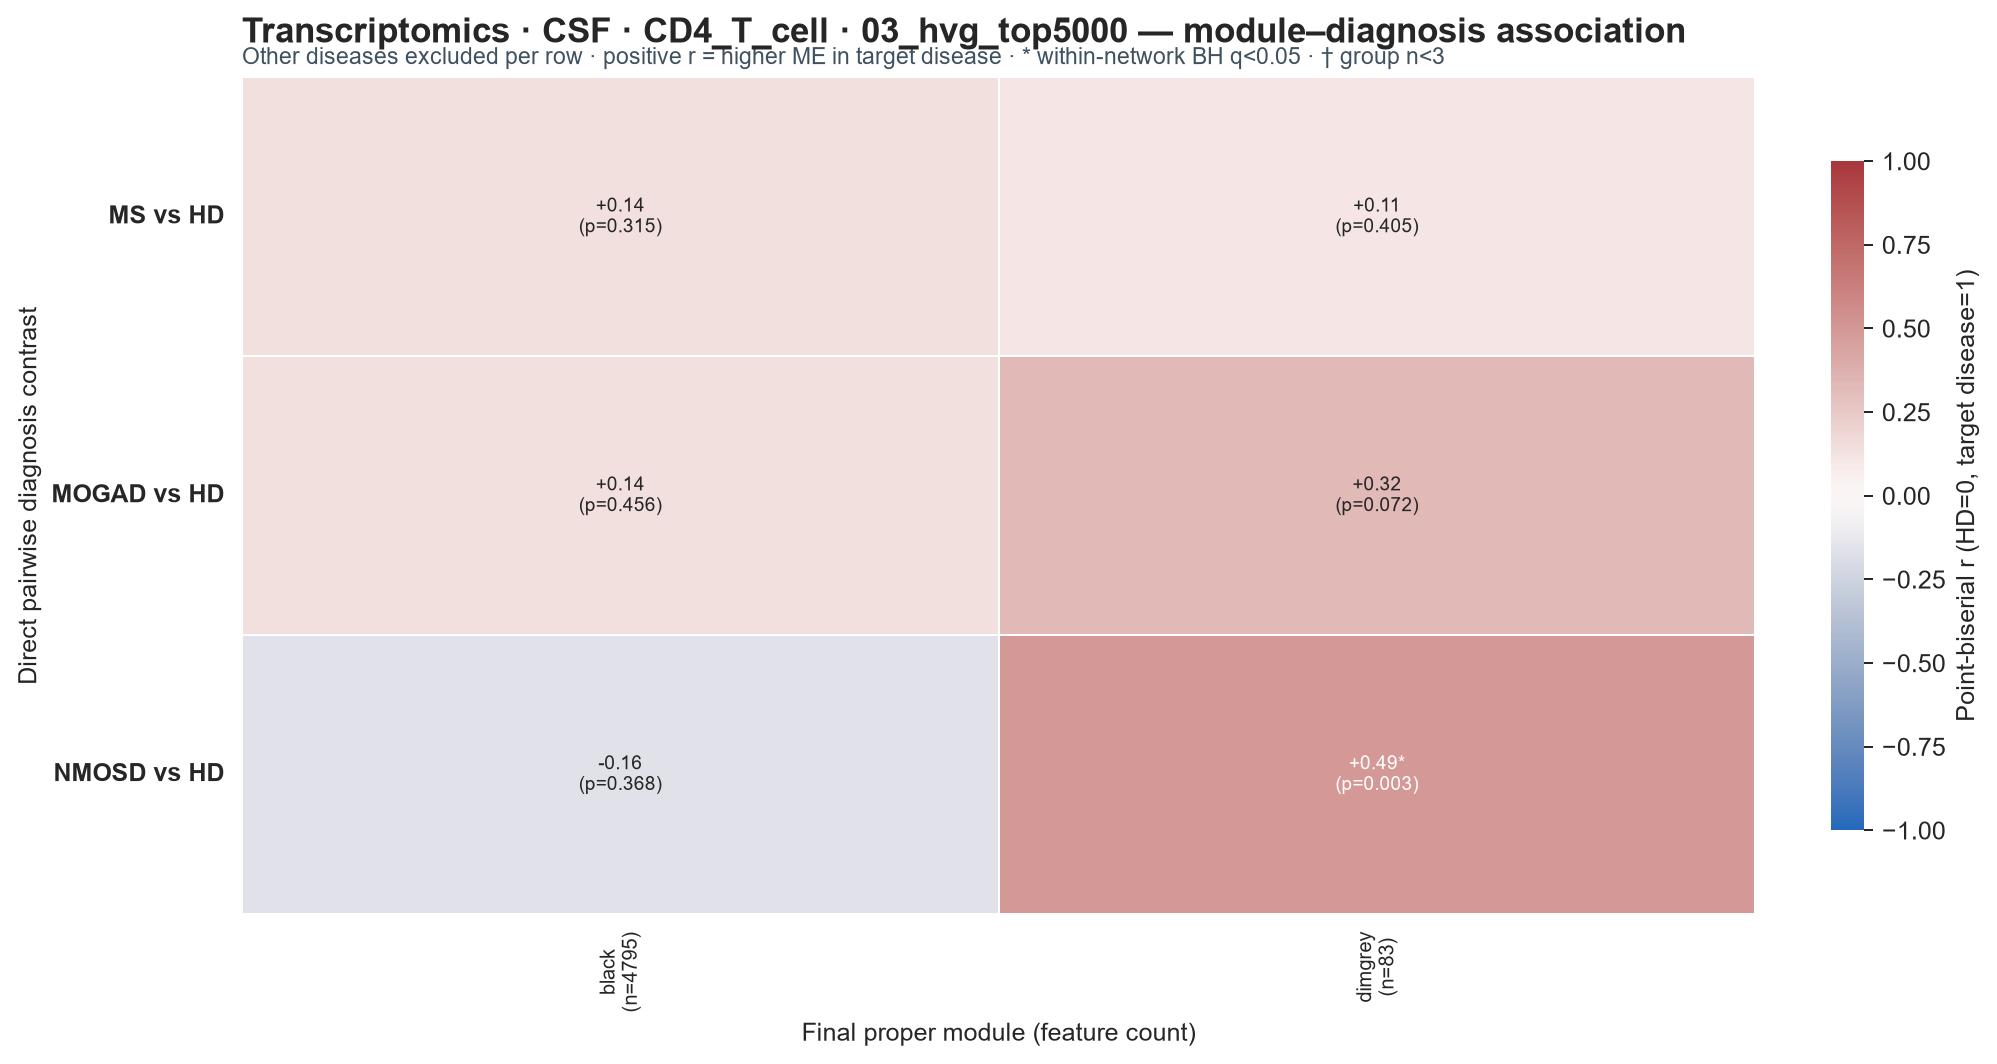 Transcriptomics · CSF · CD4_T_cell · 03_hvg_top5000 — module–diagnosis association
Other diseases excluded per row · positive r = higher ME in target disease · * within-network BH q<0.05 · † group n<3
Direct pairwise diagnosis contrast
MS vs HD
+0.14
(p=0.315)
+0.11
(p=0.405)
MOGAD vs HD
+0.14
(p=0.456)
+0.32
(p=0.072)
NMOSD vs HD
-0.16
(p=0.368)
+0.49*
(p=0.003)
black
(n=4795)
dimgrey
(n=83)
Final proper module (feature count)
1.00
0.75
0.50
0.25
0.00
−0.25
−0.50
−0.75
−1.00
Point-biserial r (HD=0, target disease=1)